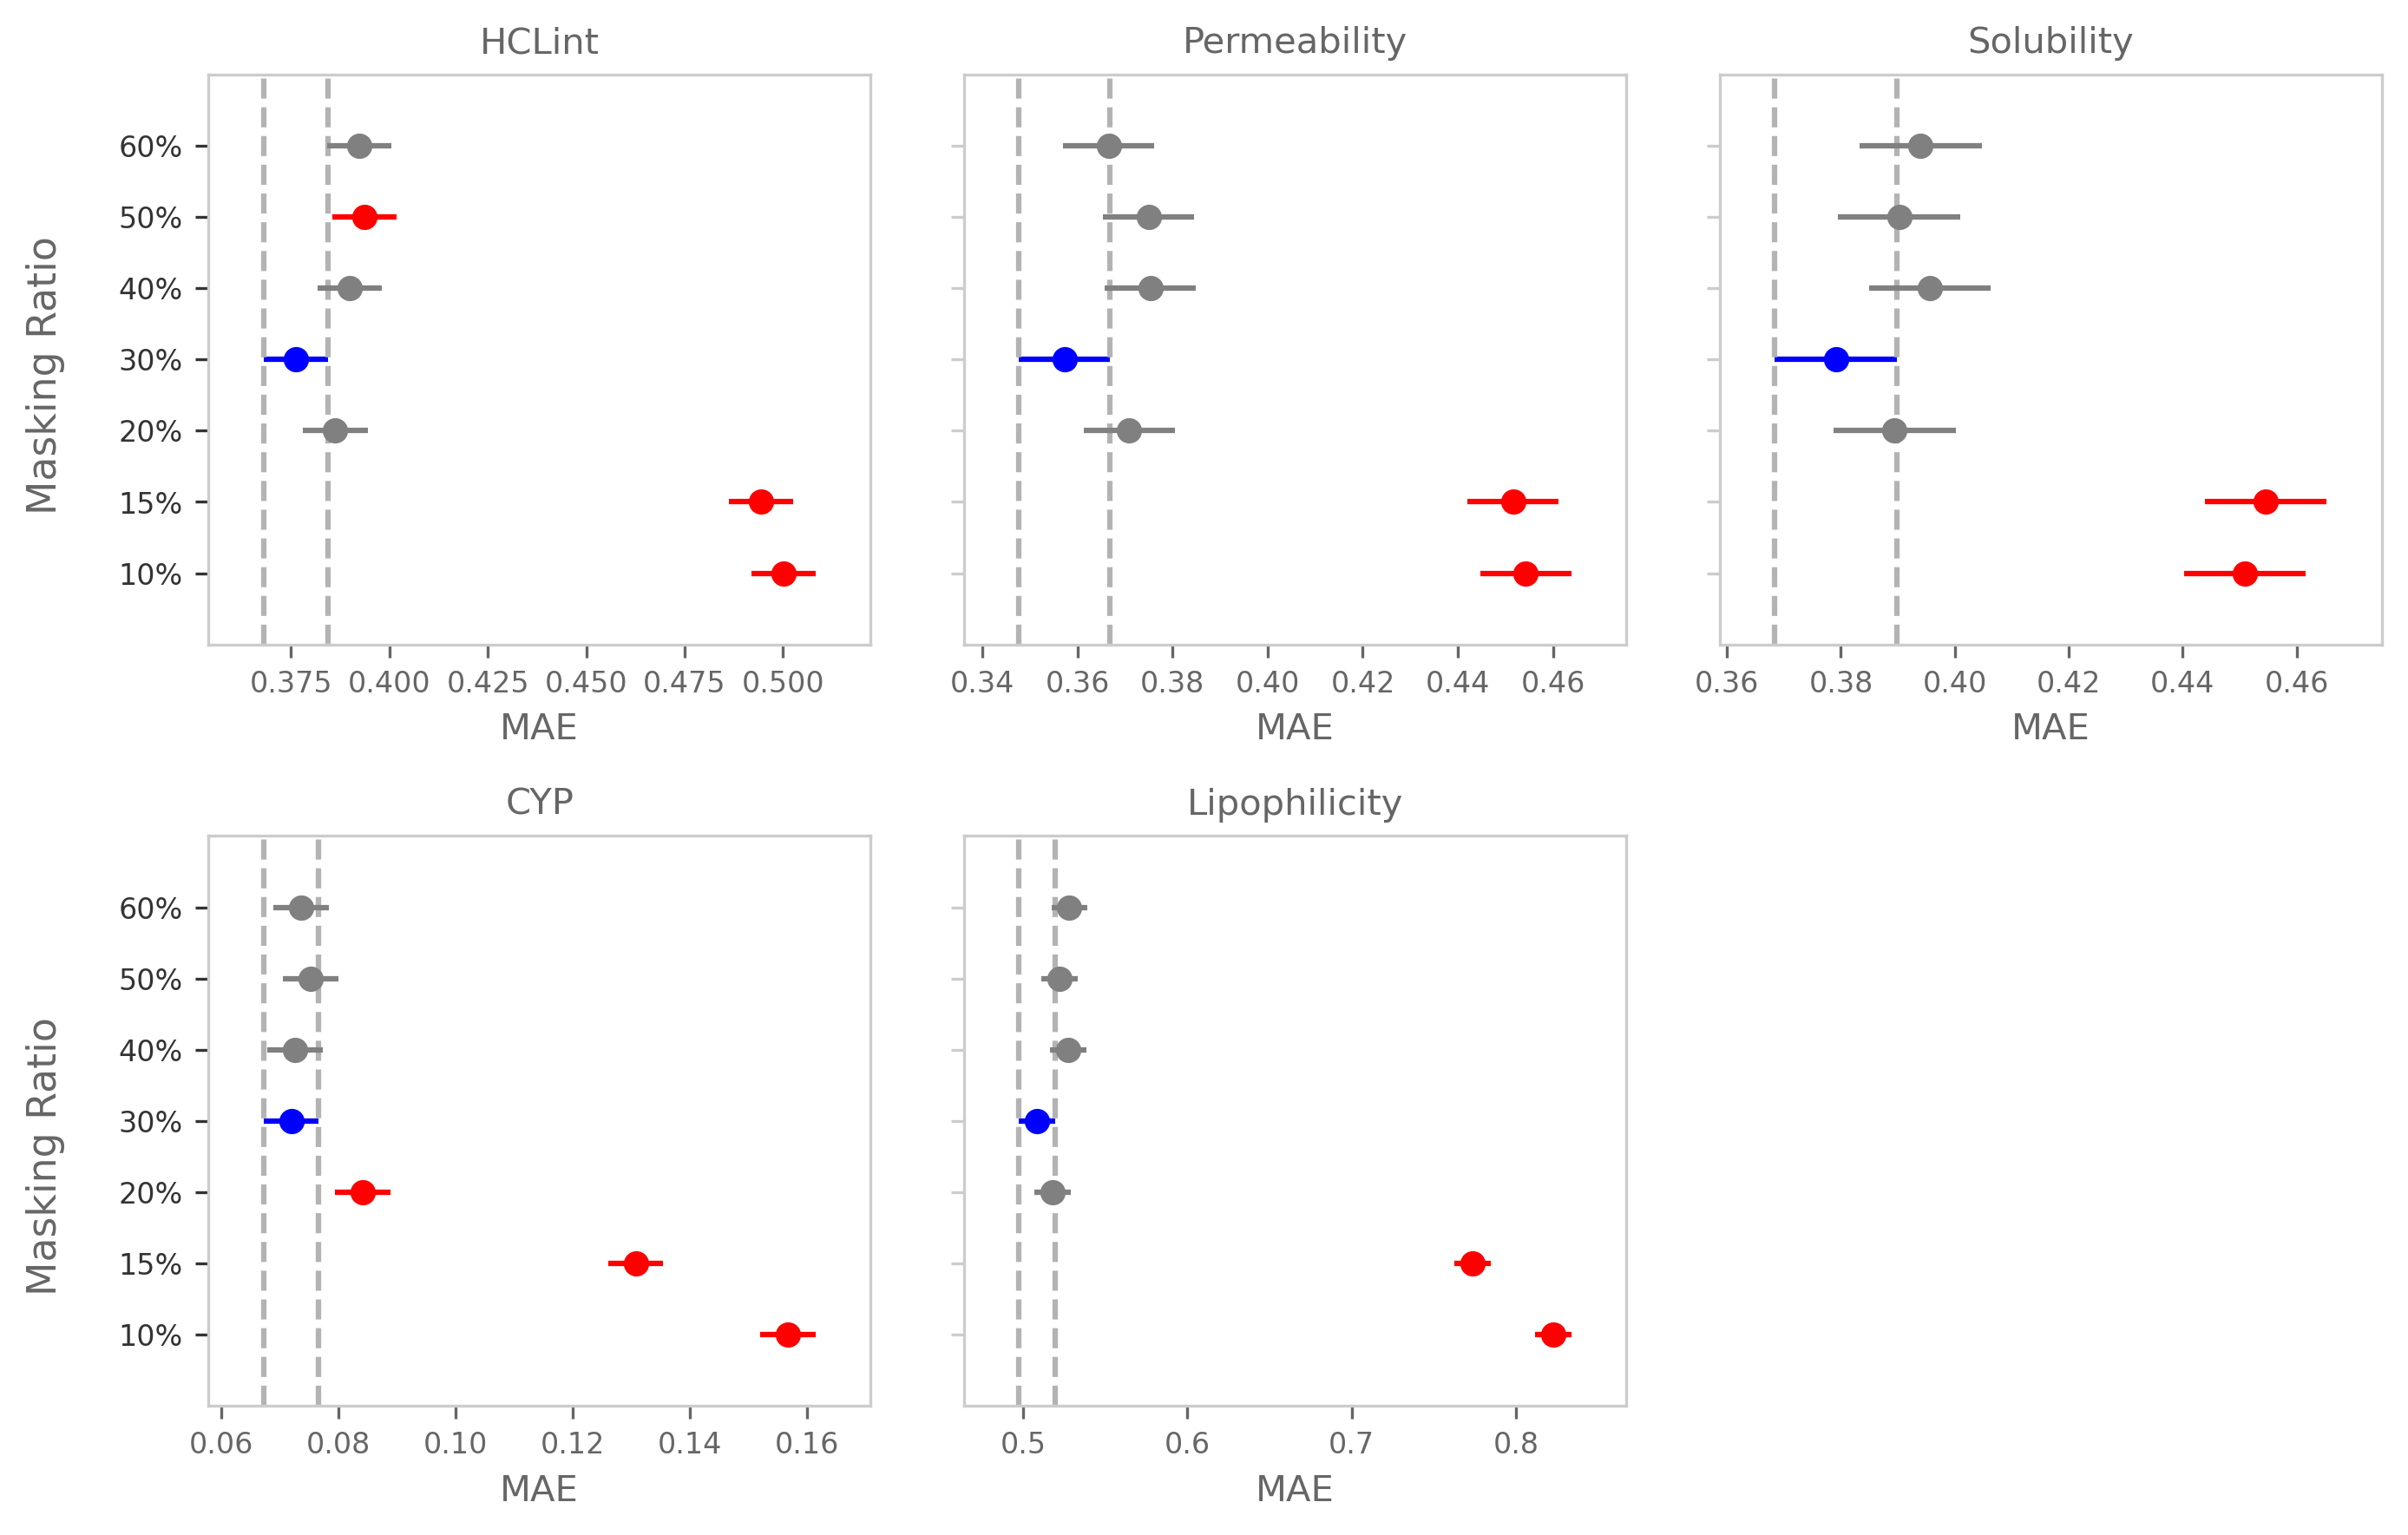 HCLint
Permeability
Solubility
Masking Ratio
60%
50%
40%
30%
20%
15%
10%
0.375 0.400 0.425 0.450 0.475 0.500
0.34 0.36 0.38 0.40 0.42 0.44 0.46
0.36 0.38 0.40 0.42 0.44 0.46
MAE
MAE
MAE
CYP
Lipophilicity
Masking Ratio
60%
50%
40%
30%
20%
15%
10%
0.06 0.08 0.10 0.12 0.14 0.16
0.5 0.6 0.7 0.8
MAE
MAE